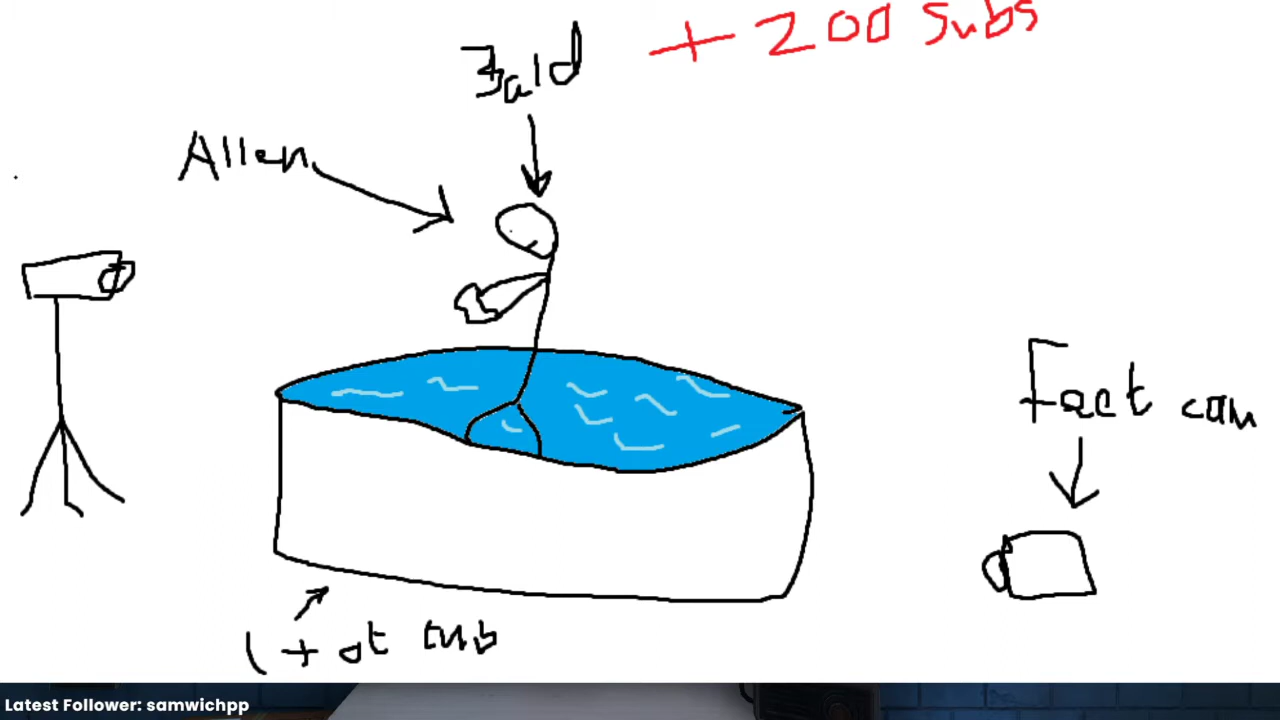 + 200 Subs
Bald
Allen
Feet cam
Hot tub
Latest Follower: samwichpp